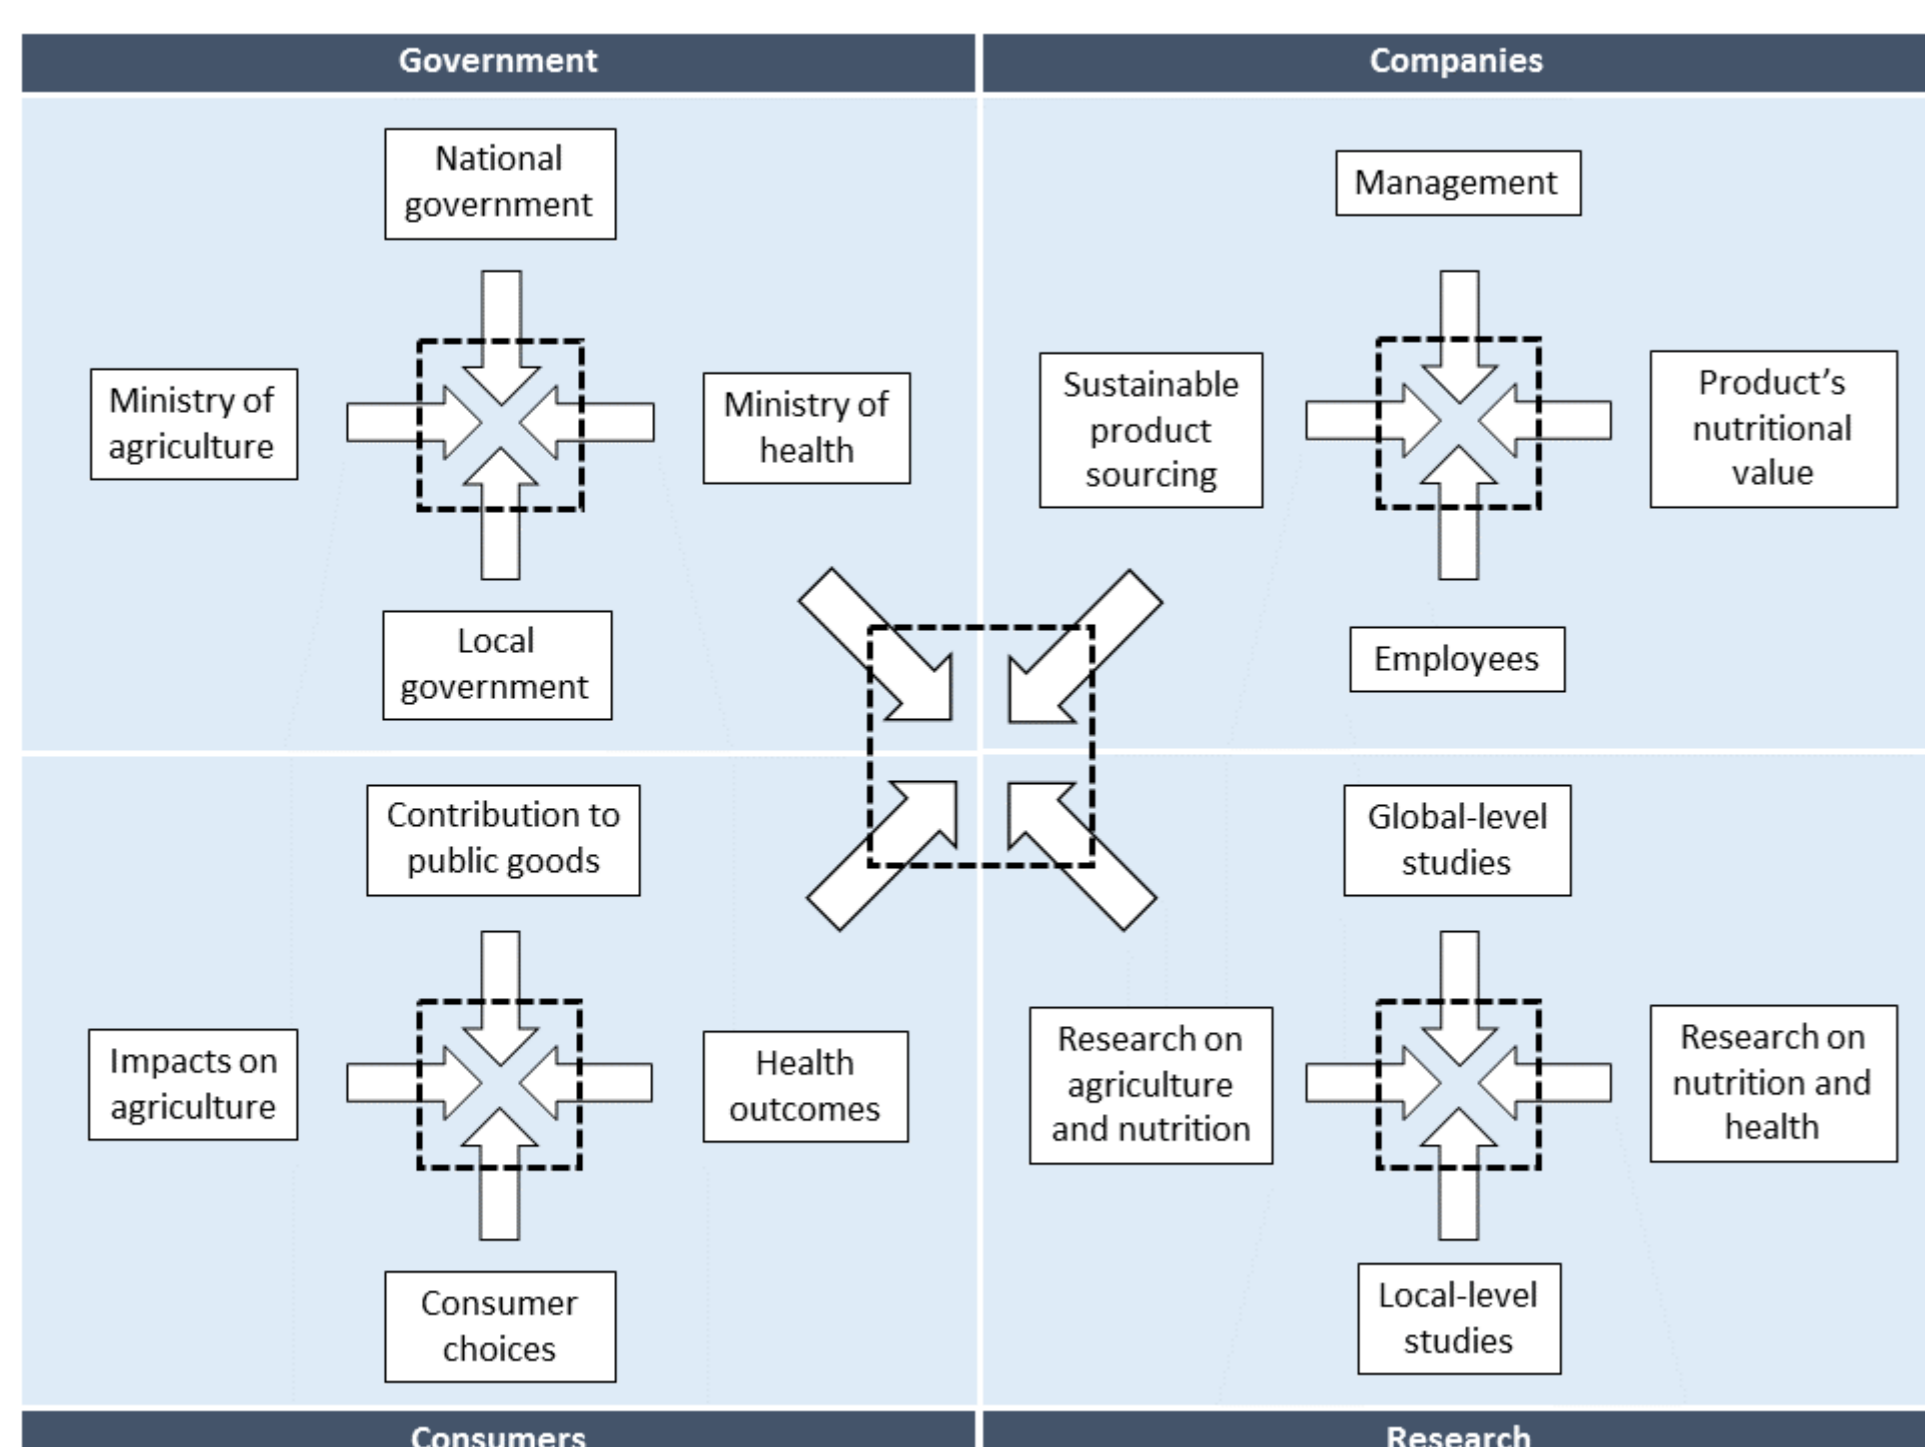 Government
Companies
National
government
Ministry of
agriculture
Ministry of
health
Local
government
Management
Sustainable
product
sourcing
Product’s
nutritional
value
Employees
Contribution to
public goods
Impacts on
agriculture
Health
outcomes
Consumer
choices
Global-level
studies
Research on
agriculture
and nutrition
Research on
nutrition and
health
Local-level
studies
Consumers
Research